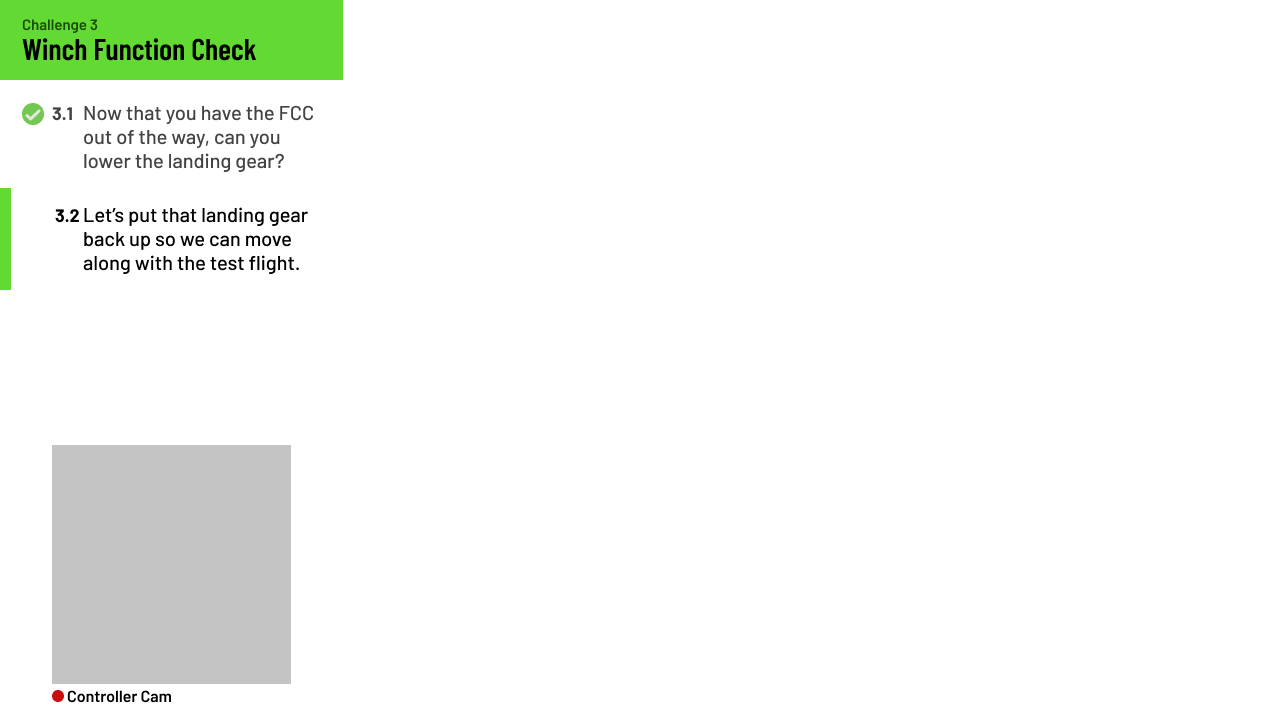 Challenge 3
Winch Function Check
3.1 Now that you have the FCC
out of the way, can you
lower the landing gear?
3.2 Let’s put that landing gear
back up so we can move
along with the test flight.
Controller Cam